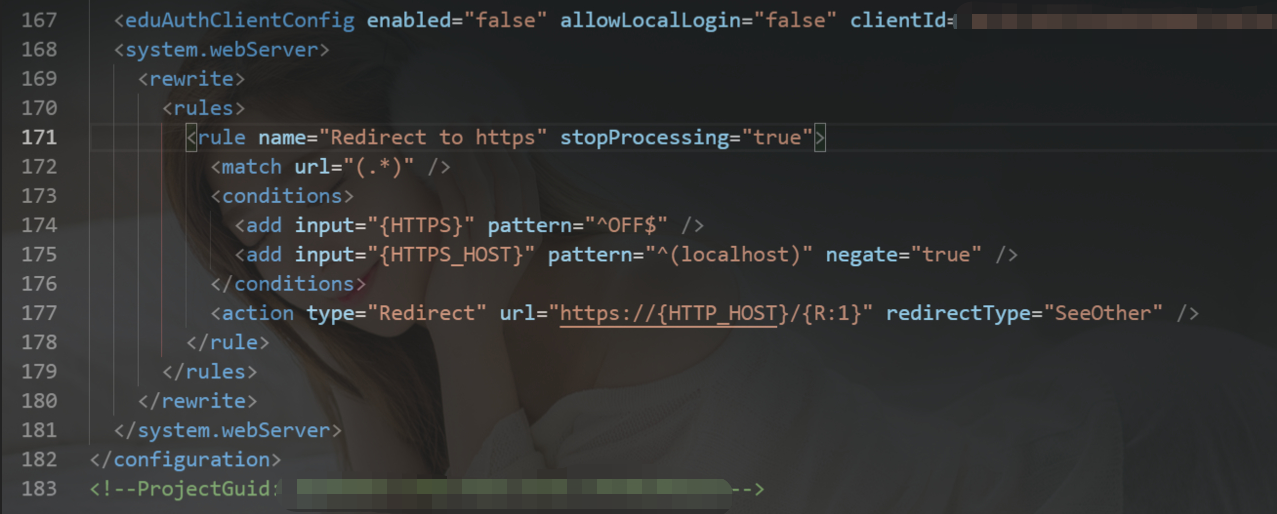 167 <eduAuthClientConfig enabled="false" allowLocalLogin="false" clientId=
168 <system.webServer>
169 <rewrite>
170 <rules>
171 <rule name="Redirect to https" stopProcessing="true">
172 <match url="(.*)" />
173 <conditions>
174 <add input="{HTTPS}" pattern="^OFF$" />
175 <add input="{HTTPS_HOST}" pattern="^(localhost)" negate="true" />
176 </conditions>
177 <action type="Redirect" url="https://{HTTP_HOST}/{R:1}" redirectType="SeeOther" />
178 </rule>
179 </rules>
180 </rewrite>
181 </system.webServer>
182 </configuration>
183 <!--ProjectGuid: -->